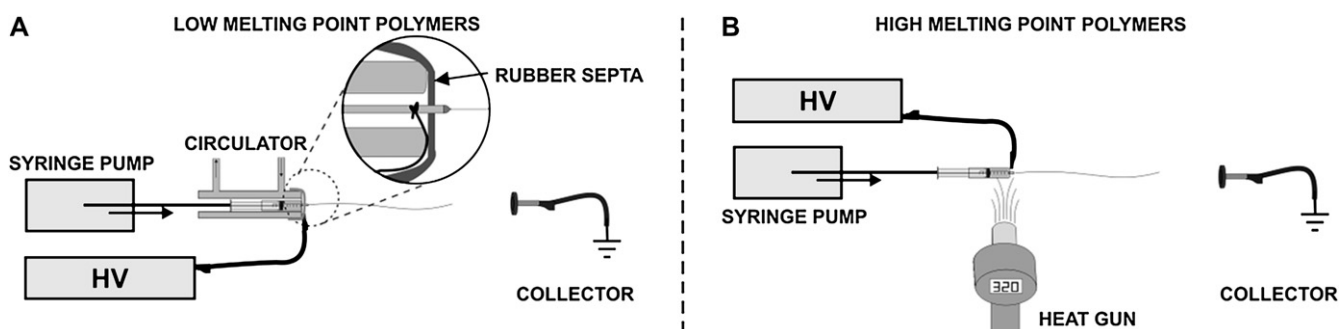 A
LOW MELTING POINT POLYMERS
RUBBER SEPTA
CIRCULATOR
SYRINGE PUMP
HV
COLLECTOR
B
HIGH MELTING POINT POLYMERS
HV
SYRINGE PUMP
320
HEAT GUN
COLLECTOR